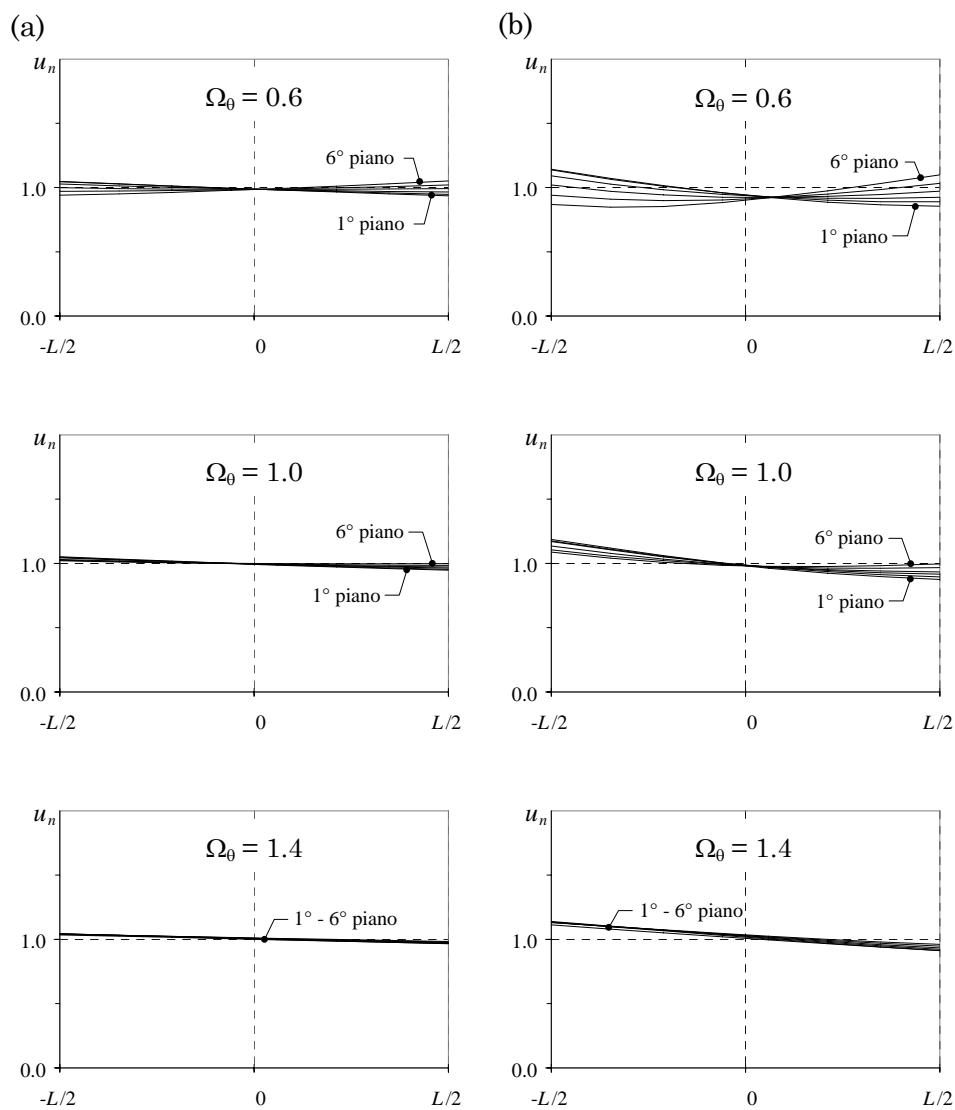 (a)
(b)
u_n
Ω_θ = 0.6
6° piano
1.0
1° piano
0.0
-L/2
0
L/2
u_n
Ω_θ = 0.6
6° piano
1.0
1° piano
0.0
-L/2
0
L/2
u_n
Ω_θ = 1.0
6° piano
1.0
1° piano
0.0
-L/2
0
L/2
u_n
Ω_θ = 1.0
6° piano
1.0
1° piano
0.0
-L/2
0
L/2
u_n
Ω_θ = 1.4
1° - 6° piano
1.0
0.0
-L/2
0
L/2
u_n
Ω_θ = 1.4
1° - 6° piano
1.0
0.0
-L/2
0
L/2